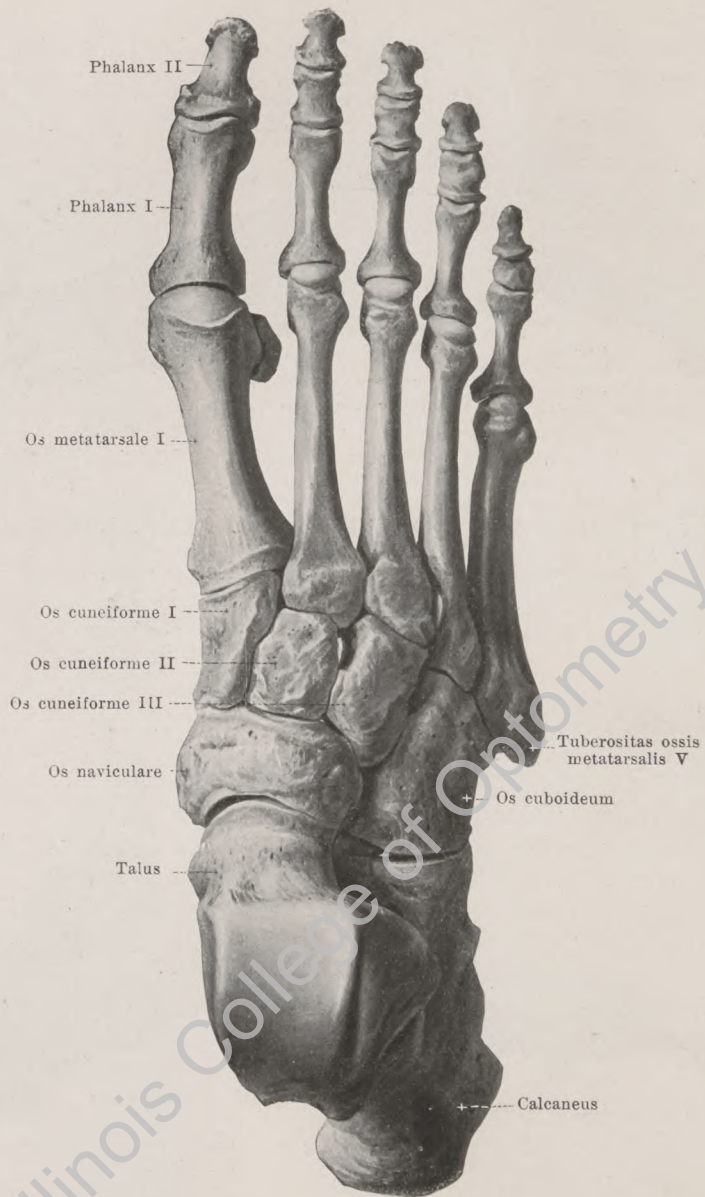 Phalanx II
Phalanx I
Os metatarsale I
Os cuneiforme I
Os cuneiforme II
Os cuneiforme III
Os naviculare
Talus
Tuberositas ossis
metatarsalis V
Os cuboideum
Calcaneus
Illinois College of Optometry